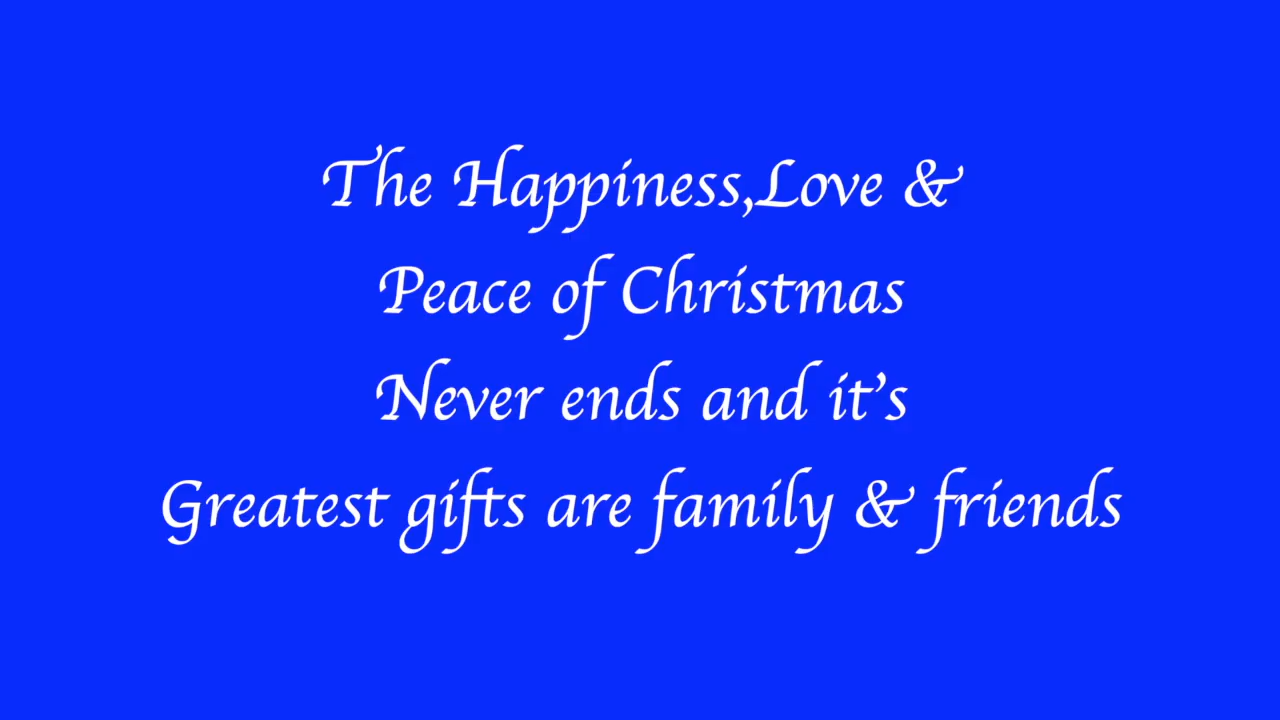 The Happiness,Love &
Peace of Christmas
Never ends and it's
Greatest gifts are family & friends